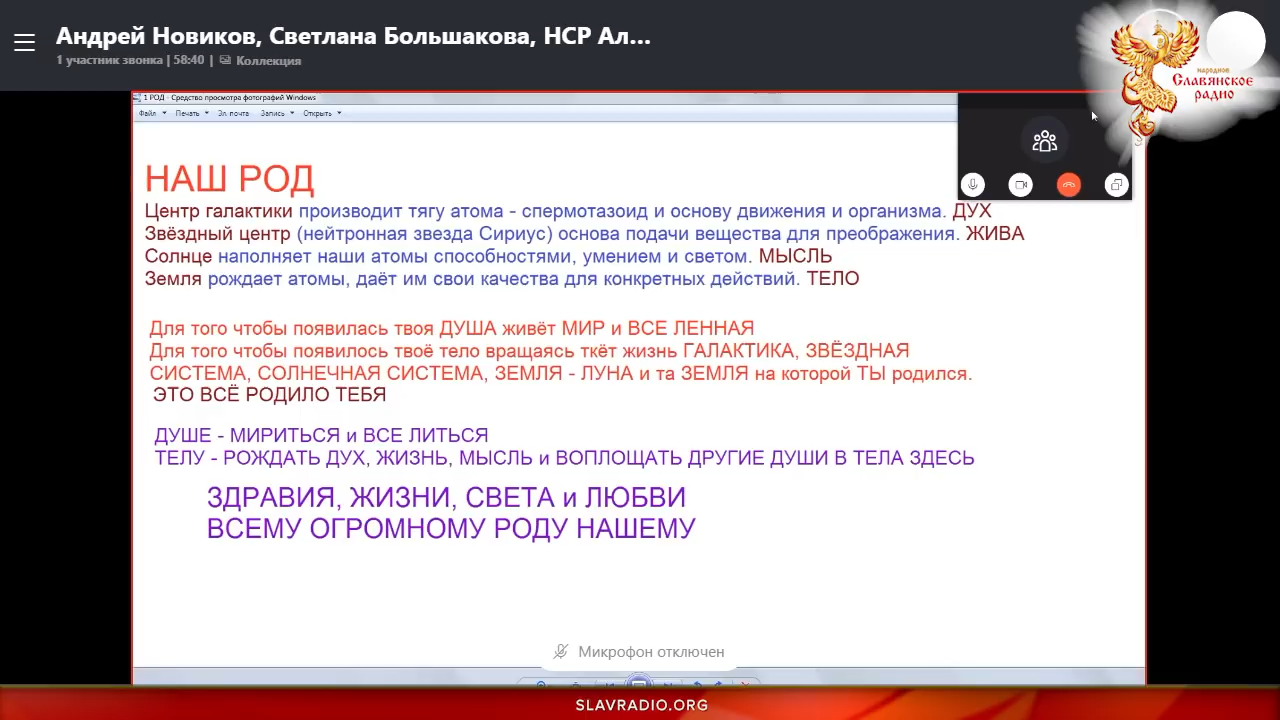 Андрей Новиков, Светлана Большакова, НСР Ал...
1 участник звонка | 58:40 | Коллекция
народное
Славянское
радио
1 РОД - Средство просмотра фотографий Windows
Файл Печать Эл. почта Запись Открыть
НАШ РОД
Центр галактики производит тягу атома - спермотазоид и основу движения и организма. ДУХ
Звёздный центр (нейтронная звезда Сириус) основа подачи вещества для преображения. ЖИВА
Солнце наполняет наши атомы способностями, умением и светом. МЫСЛЬ
Земля рождает атомы, даёт им свои качества для конкретных действий. ТЕЛО
Для того чтобы появилась твоя ДУША живёт МИР и ВСЕ ЛЕННАЯ
Для того чтобы появилось твоё тело вращаясь ткёт жизнь ГАЛАКТИКА, ЗВЁЗДНАЯ
СИСТЕМА, СОЛНЕЧНАЯ СИСТЕМА, ЗЕМЛЯ - ЛУНА и та ЗЕМЛЯ на которой ТЫ родился.
ЭТО ВСЁ РОДИЛО ТЕБЯ
ДУШЕ - МИРИТЬСЯ и ВСЕ ЛИТЬСЯ
ТЕЛУ - РОЖДАТЬ ДУХ, ЖИЗНЬ, МЫСЛЬ и ВОПЛОЩАТЬ ДРУГИЕ ДУШИ В ТЕЛА ЗДЕСЬ
ЗДРАВИЯ, ЖИЗНИ, СВЕТА и ЛЮБВИ
ВСЕМУ ОГРОМНОМУ РОДУ НАШЕМУ
Микрофон отключен
SLAVRADIO.ORG